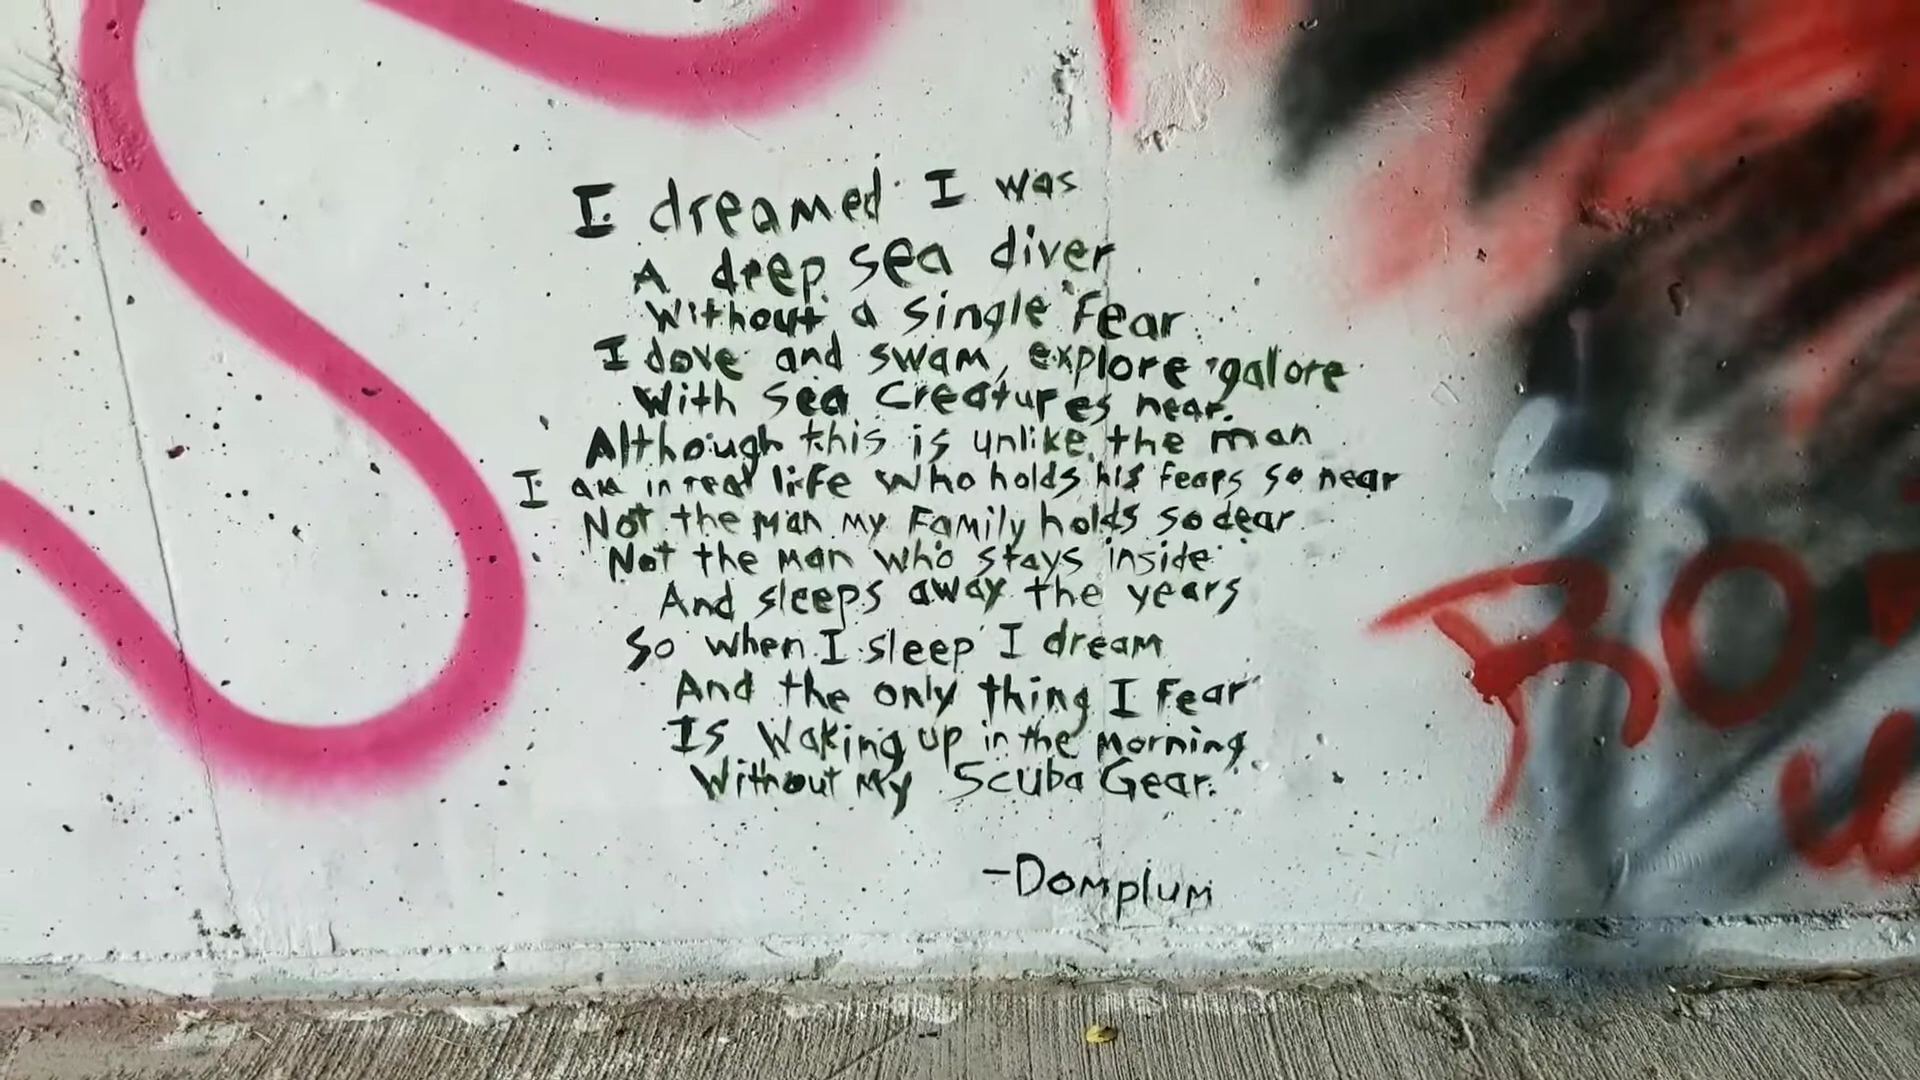 I dreamed I was
A deep sea diver
Without a single fear
I dove and swam, explore galore
With sea creatures near.
Although this is unlike the man
I am in real life who holds his fears so near
Not the man my family holds so dear
Not the man who stays inside
And sleeps away the years
So when I sleep I dream
And the only thing I fear
Is waking up in the morning
Without my Scuba Gear.
-Domplum